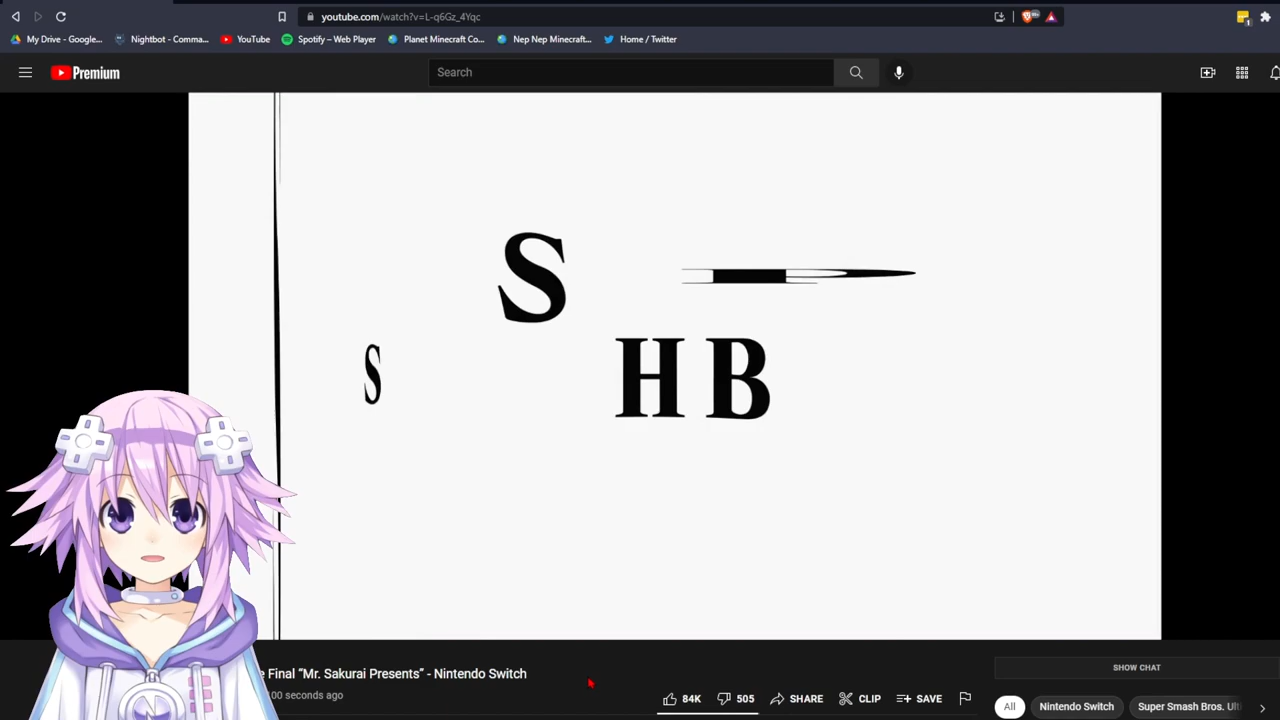 youtube.com/watch?v=L-q6Gz_4Yqc
My Drive - Google...
Nightbot - Comma...
YouTube
Spotify – Web Player
Planet Minecraft Co...
Nep Nep Minecraft...
Home / Twitter
Premium
Search
S
S
H B
e Final “Mr. Sakurai Presents” - Nintendo Switch
100 seconds ago
84K
505
SHARE
CLIP
SAVE
SHOW CHAT
All
Nintendo Switch
Super Smash Bros. Ulti